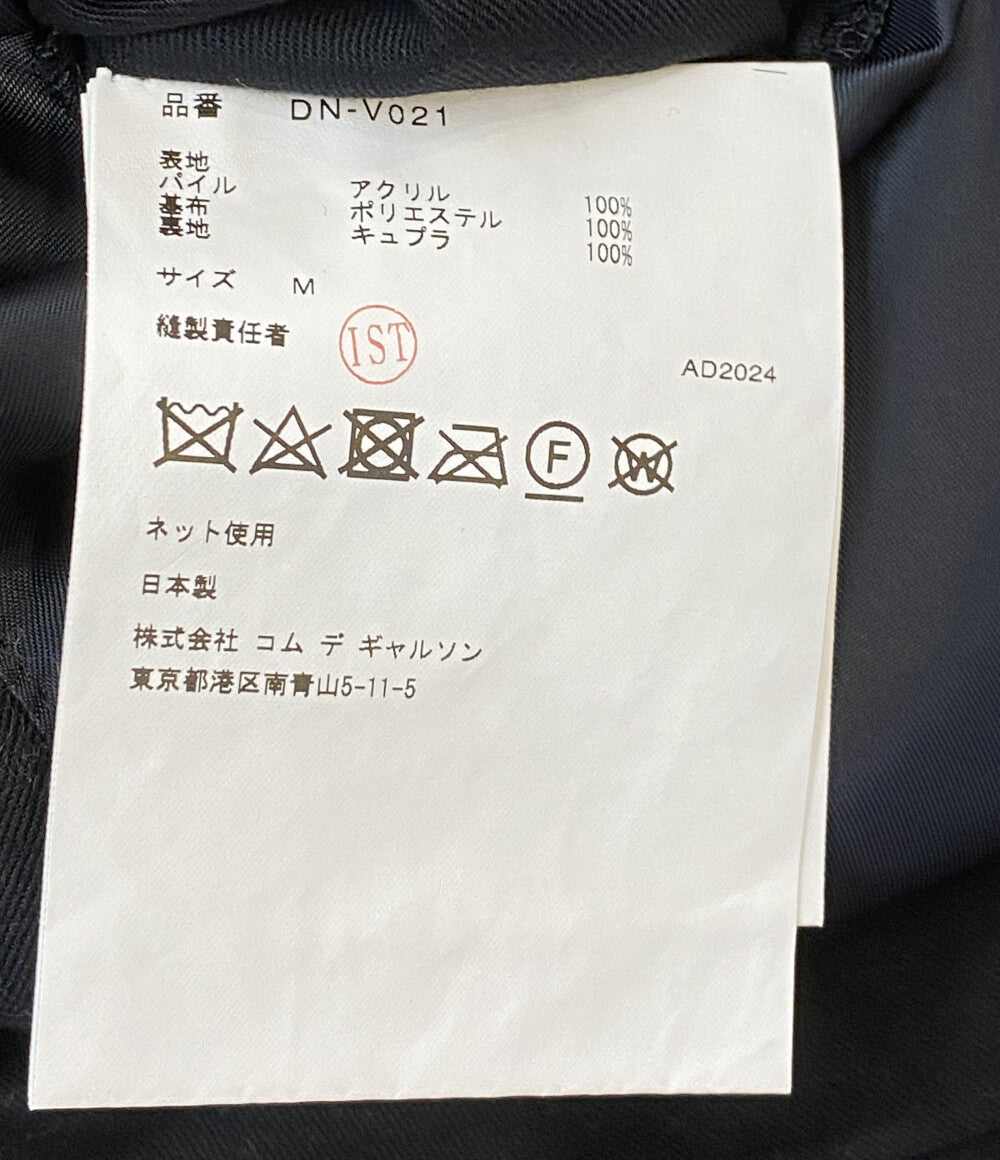 品番 DN-V021
表地
パイル アクリル 100%
基布 ポリエステル 100%
裏地 キュプラ 100%
サイズ M
縫製責任者 IST
AD2024
F W
ネット使用
日本製
株式会社 コム デ ギャルソン
東京都港区南青山5-11-5